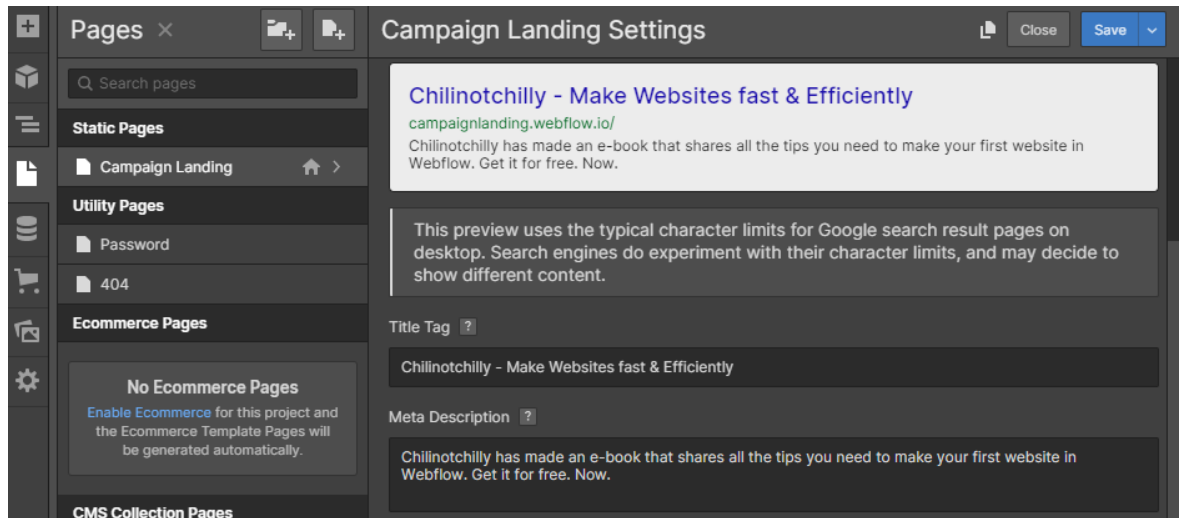 Pages
Search pages
Static Pages
Campaign Landing
Utility Pages
Password
404
Ecommerce Pages
No Ecommerce Pages
Enable Ecommerce for this project and
the Ecommerce Template Pages will
be generated automatically.
CMS Collection Pages
Campaign Landing Settings
Close
Save
Chilinotchilly - Make Websites fast & Efficiently
campaignlanding.webflow.io/
Chilinotchilly has made an e-book that shares all the tips you need to make your first website in
Webflow. Get it for free. Now.
This preview uses the typical character limits for Google search result pages on
desktop. Search engines do experiment with their character limits, and may decide to
show different content.
Title Tag ?
Chilinotchilly - Make Websites fast & Efficiently
Meta Description ?
Chilinotchilly has made an e-book that shares all the tips you need to make your first website in
Webflow. Get it for free. Now.